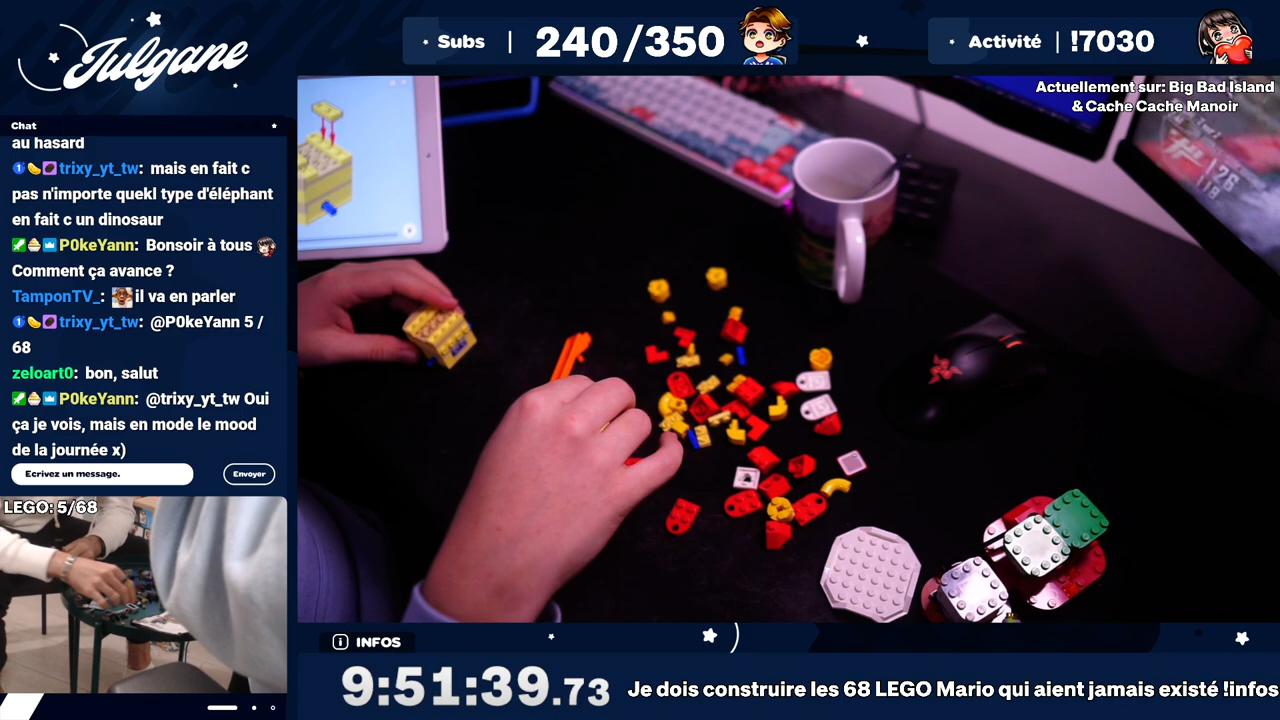 Julgane
Subs | 240/350
Activité | !7030
Actuellement sur: Big Bad Island
& Cache Cache Manoir
Chat
au hasard
trixy_yt_tw: mais en fait c
pas n'importe quekl type d'éléphant
en fait c un dinosaur
P0keYann: Bonsoir à tous
Comment ça avance ?
TamponTV_: il va en parler
trixy_yt_tw: @P0keYann 5 /
68
zeloart0: bon, salut
P0keYann: @trixy_yt_tw Oui
ça je vois, mais en mode le mood
de la journée x)
Ecrivez un message.
Envoyer
LEGO: 5/68
INFOS
9:51:39.73
Je dois construire les 68 LEGO Mario qui aient jamais existé !infos